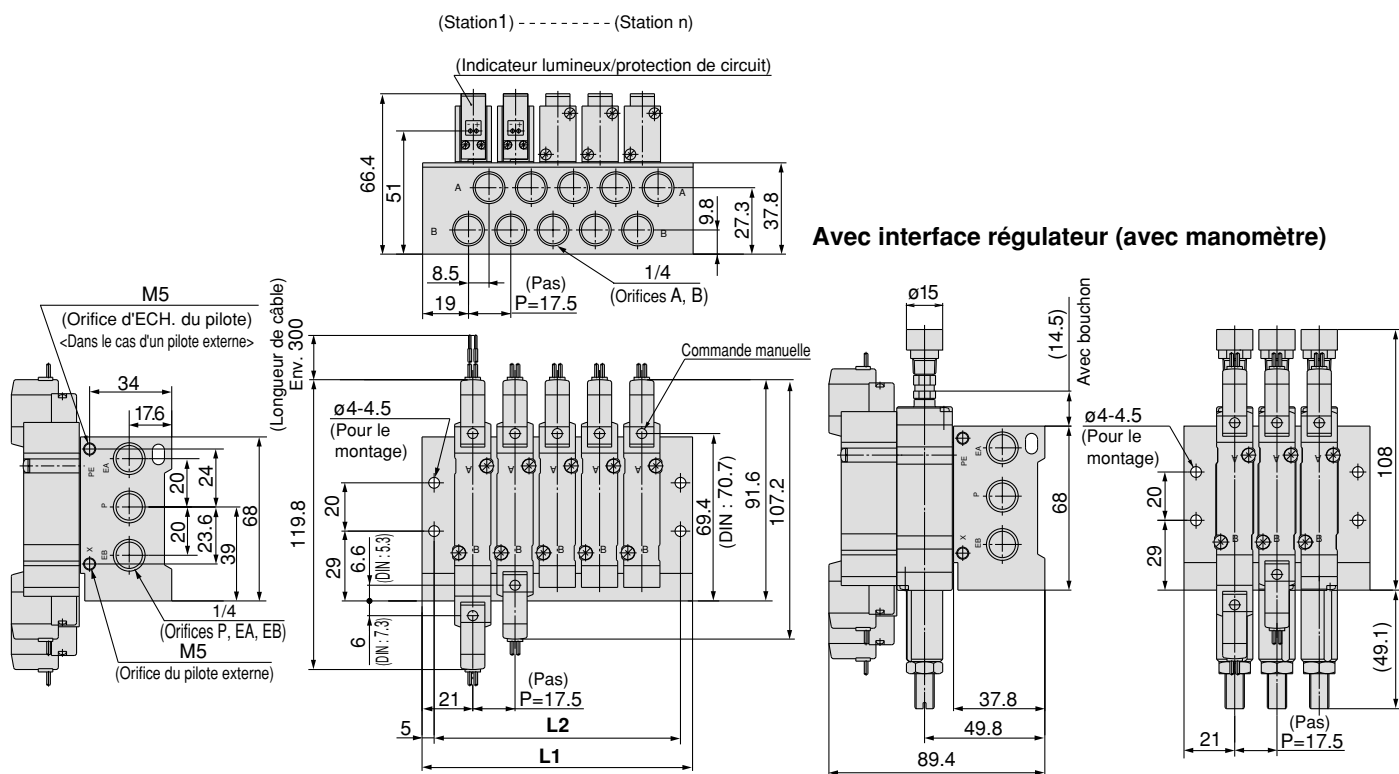 (Station1) - - - - - - - - - (Station n)
(Indicateur lumineux/protection de circuit)
66.4
51
A
A
B
B
9.8
27.3
37.8
8.5
19
(Pas)
P=17.5
1/4
(Orifices A, B)
M5
(Orifice d'ECH. du pilote)
<Dans le cas d'un pilote externe>
34
17.6
PE
EA
P
X
EB
20
20
24
23.6
39
68
1/4
(Orifices P, EA, EB)
M5
(Orifice du pilote externe)
(Longueur de câble)
Env. 300
Commande manuelle
ø4-4.5
(Pour le
montage)
119.8
20
29
6.6
(DIN : 5.3)
6
(DIN : 7.3)
A
A
A
A
A
B
B
B
B
B
69.4
(DIN : 70.7)
91.6
107.2
21
(Pas)
P=17.5
5
L2
L1
Avec interface régulateur (avec manomètre)
ø15
(14.5)
Avec bouchon
PE
EA
P
X
EB
68
37.8
49.8
89.4
ø4-4.5
(Pour le
montage)
20
29
A
A
A
B
B
B
108
(49.1)
21
(Pas)
P=17.5